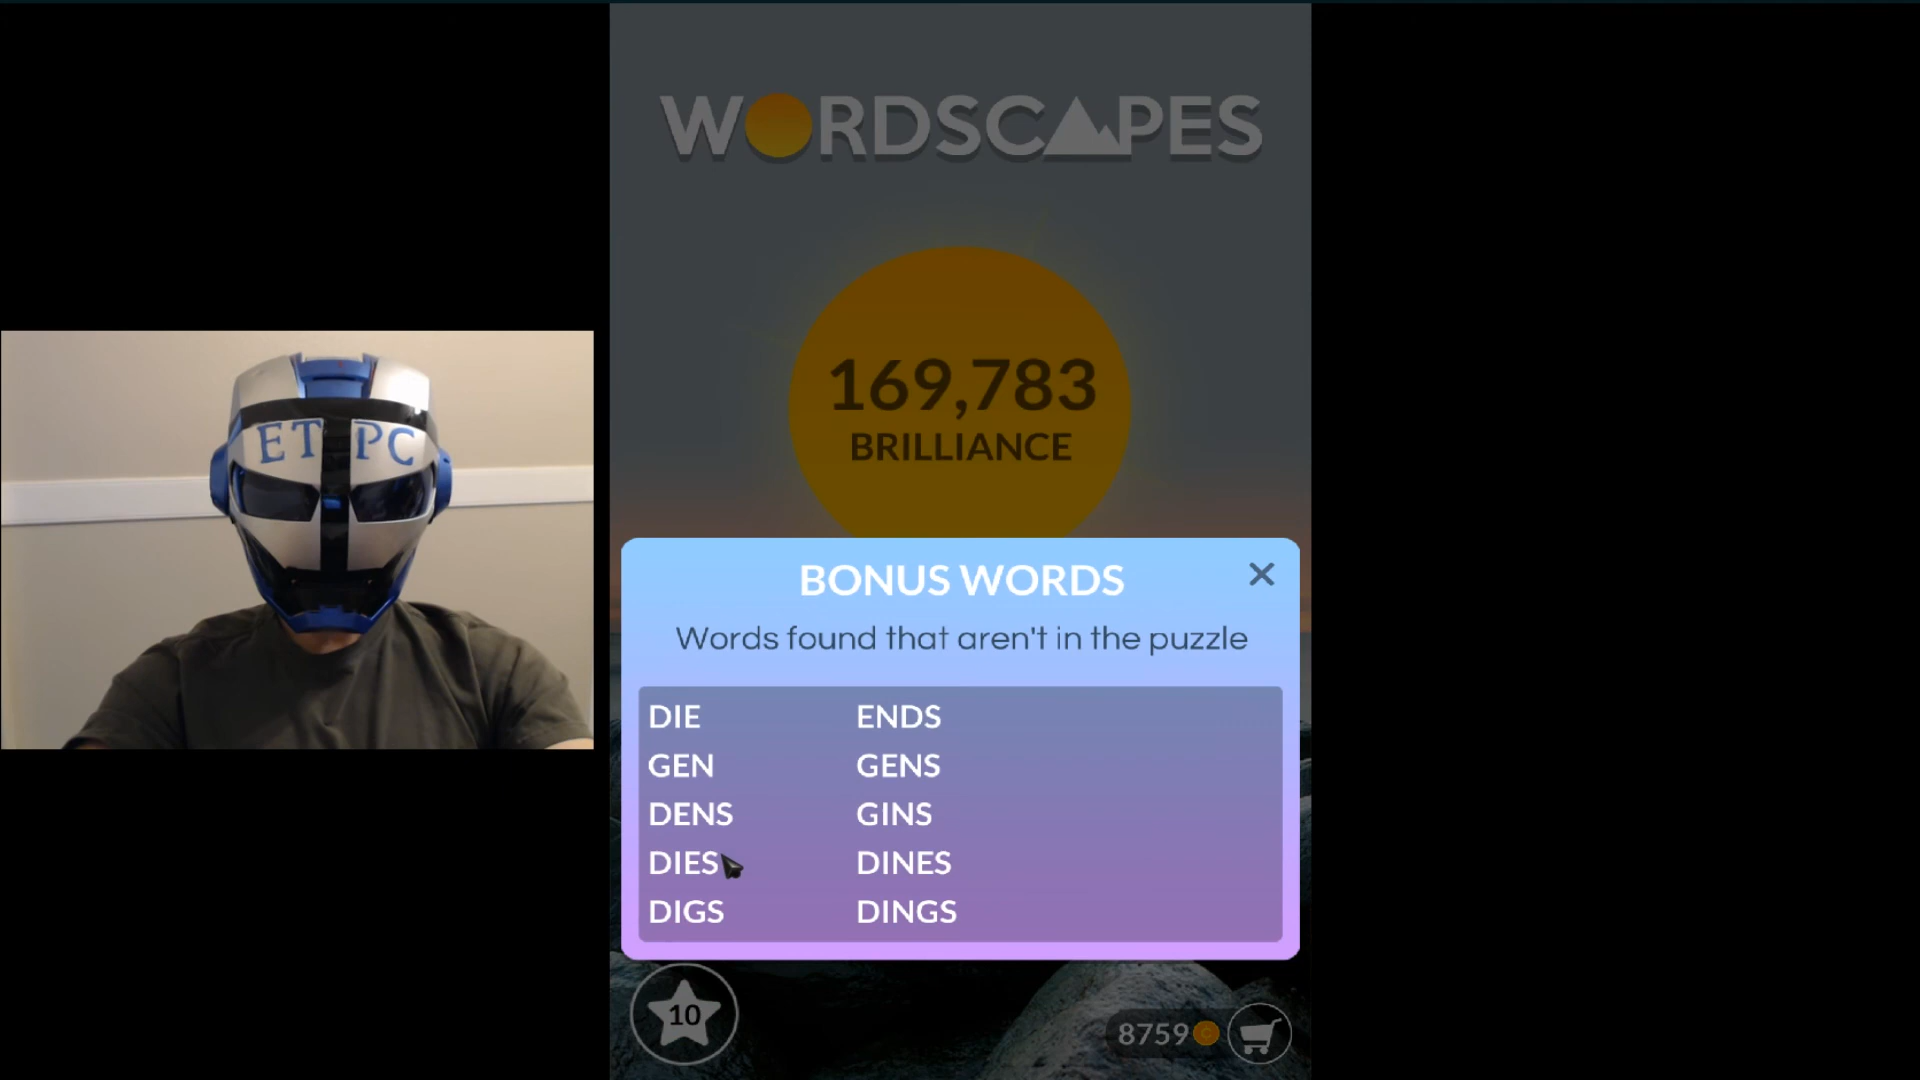 WORDSCAPES
169,783
BRILLIANCE
ET PC
BONUS WORDS
Words found that aren't in the puzzle
DIE ENDS
GEN GENS
DENS GINS
DIES DINES
DIGS DINGS
10
8759